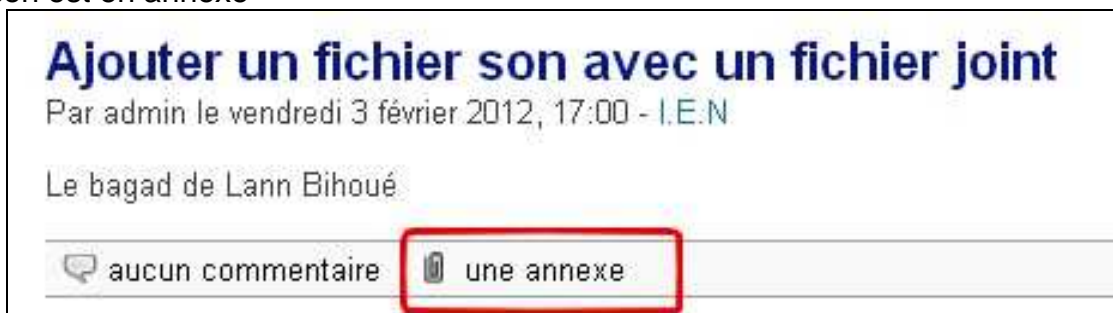 est en annexe
Ajouter un fichier son avec un fichier joint
Par admin le vendredi 3 février 2012, 17:00 - I.E.N
Le bagad de Lann Bihoué
aucun commentaire une annexe